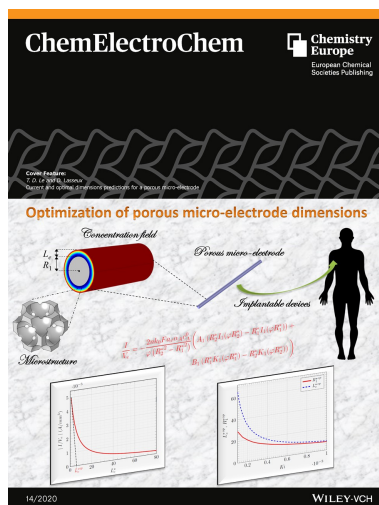 ChemElectroChem
Chemistry
Europe
European Chemical
Societies Publishing
Cover Feature:
T. D. Le and D. Lasseux
Current and optimal dimensions predictions for a porous micro-electrode
Optimization of porous micro-electrode dimensions
Concentration field
Porous micro-electrode
Implantable devices
Microstructure
14/2020
WILEY-VCH